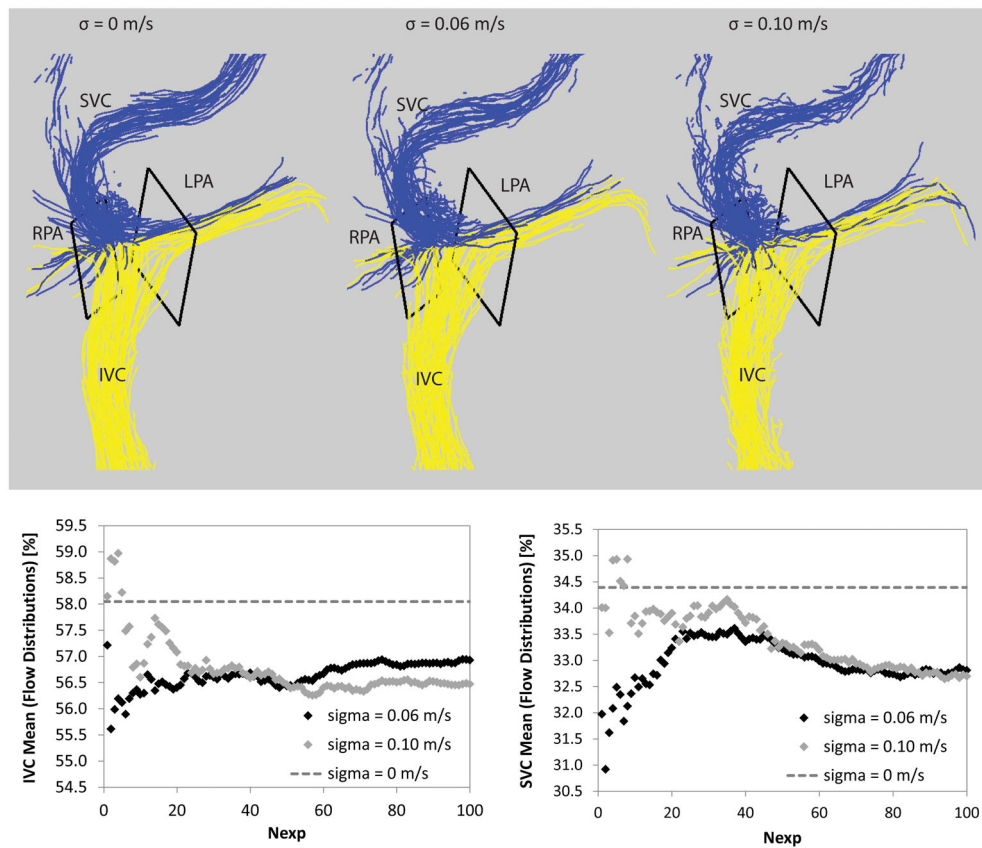 σ = 0 m/s
σ = 0.06 m/s
σ = 0.10 m/s
SVC
SVC
SVC
LPA
LPA
LPA
RPA
RPA
RPA
IVC
IVC
IVC
IVC Mean (Flow Distributions) [%]
59.5
59.0
58.5
58.0
57.5
57.0
56.5
56.0
55.5
55.0
54.5
sigma = 0.06 m/s
sigma = 0.10 m/s
sigma = 0 m/s
0 20 40 60 80 100
Nexp
SVC Mean (Flow Distributions) [%]
35.5
35.0
34.5
34.0
33.5
33.0
32.5
32.0
31.5
31.0
30.5
sigma = 0.06 m/s
sigma = 0.10 m/s
sigma = 0 m/s
0 20 40 60 80 100
Nexp